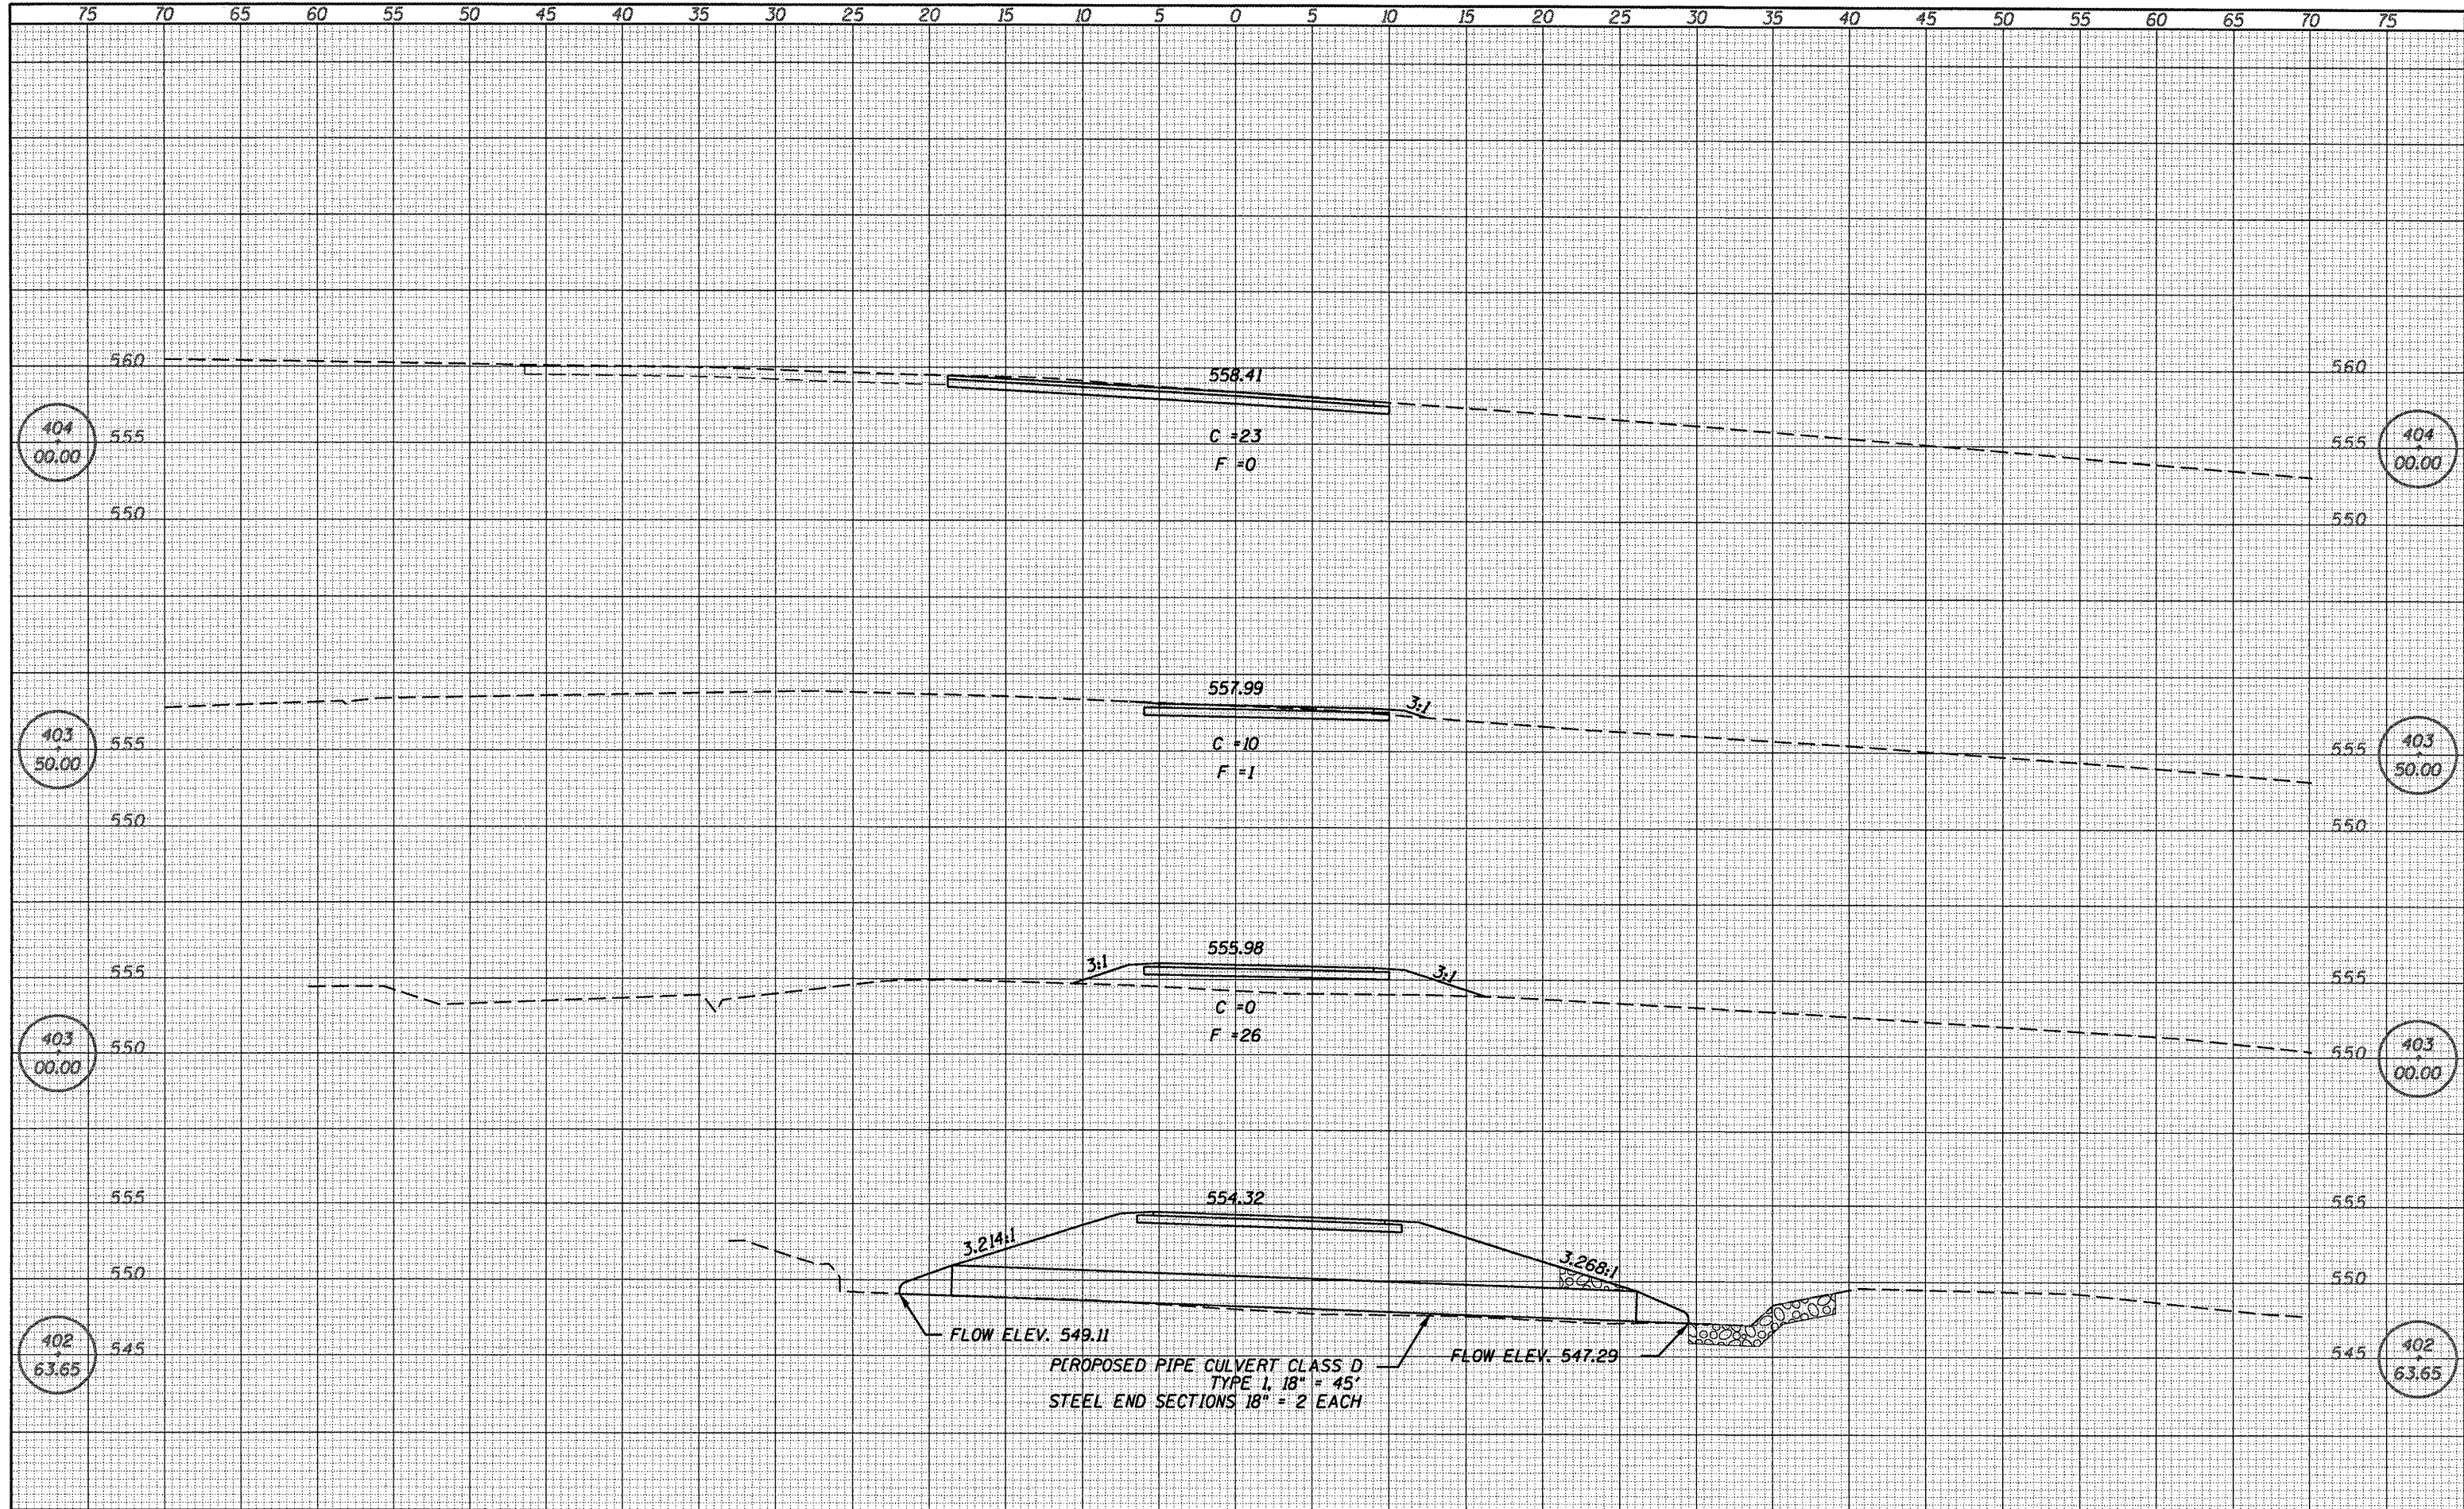 75 70 65 60 55 50 45 40 35 30 25 20 15 10 5 0 5 10 15 20 25 30 35 40 45 50 55 60 65 70 75
560 560
558.41
404 555 C =23 555 404
00.00 F =0 00.00
550 550
557.99
3:1
403 555 C =10 555 403
50.00 F =1 50.00
550 550
555.98
3:1 3:1
555 555
C =0
F =26
403 550 550 403
00.00 00.00
555 554.32 555
3.214:1 3.268:1
550 550
FLOW ELEV. 549.11
402 545 FLOW ELEV. 547.29 545 402
63.65 63.65
PIROPOSED PIPE CULVERT CLASS D
TYPE 1, 18" = 45'
STEEL END SECTIONS 18" = 2 EACH